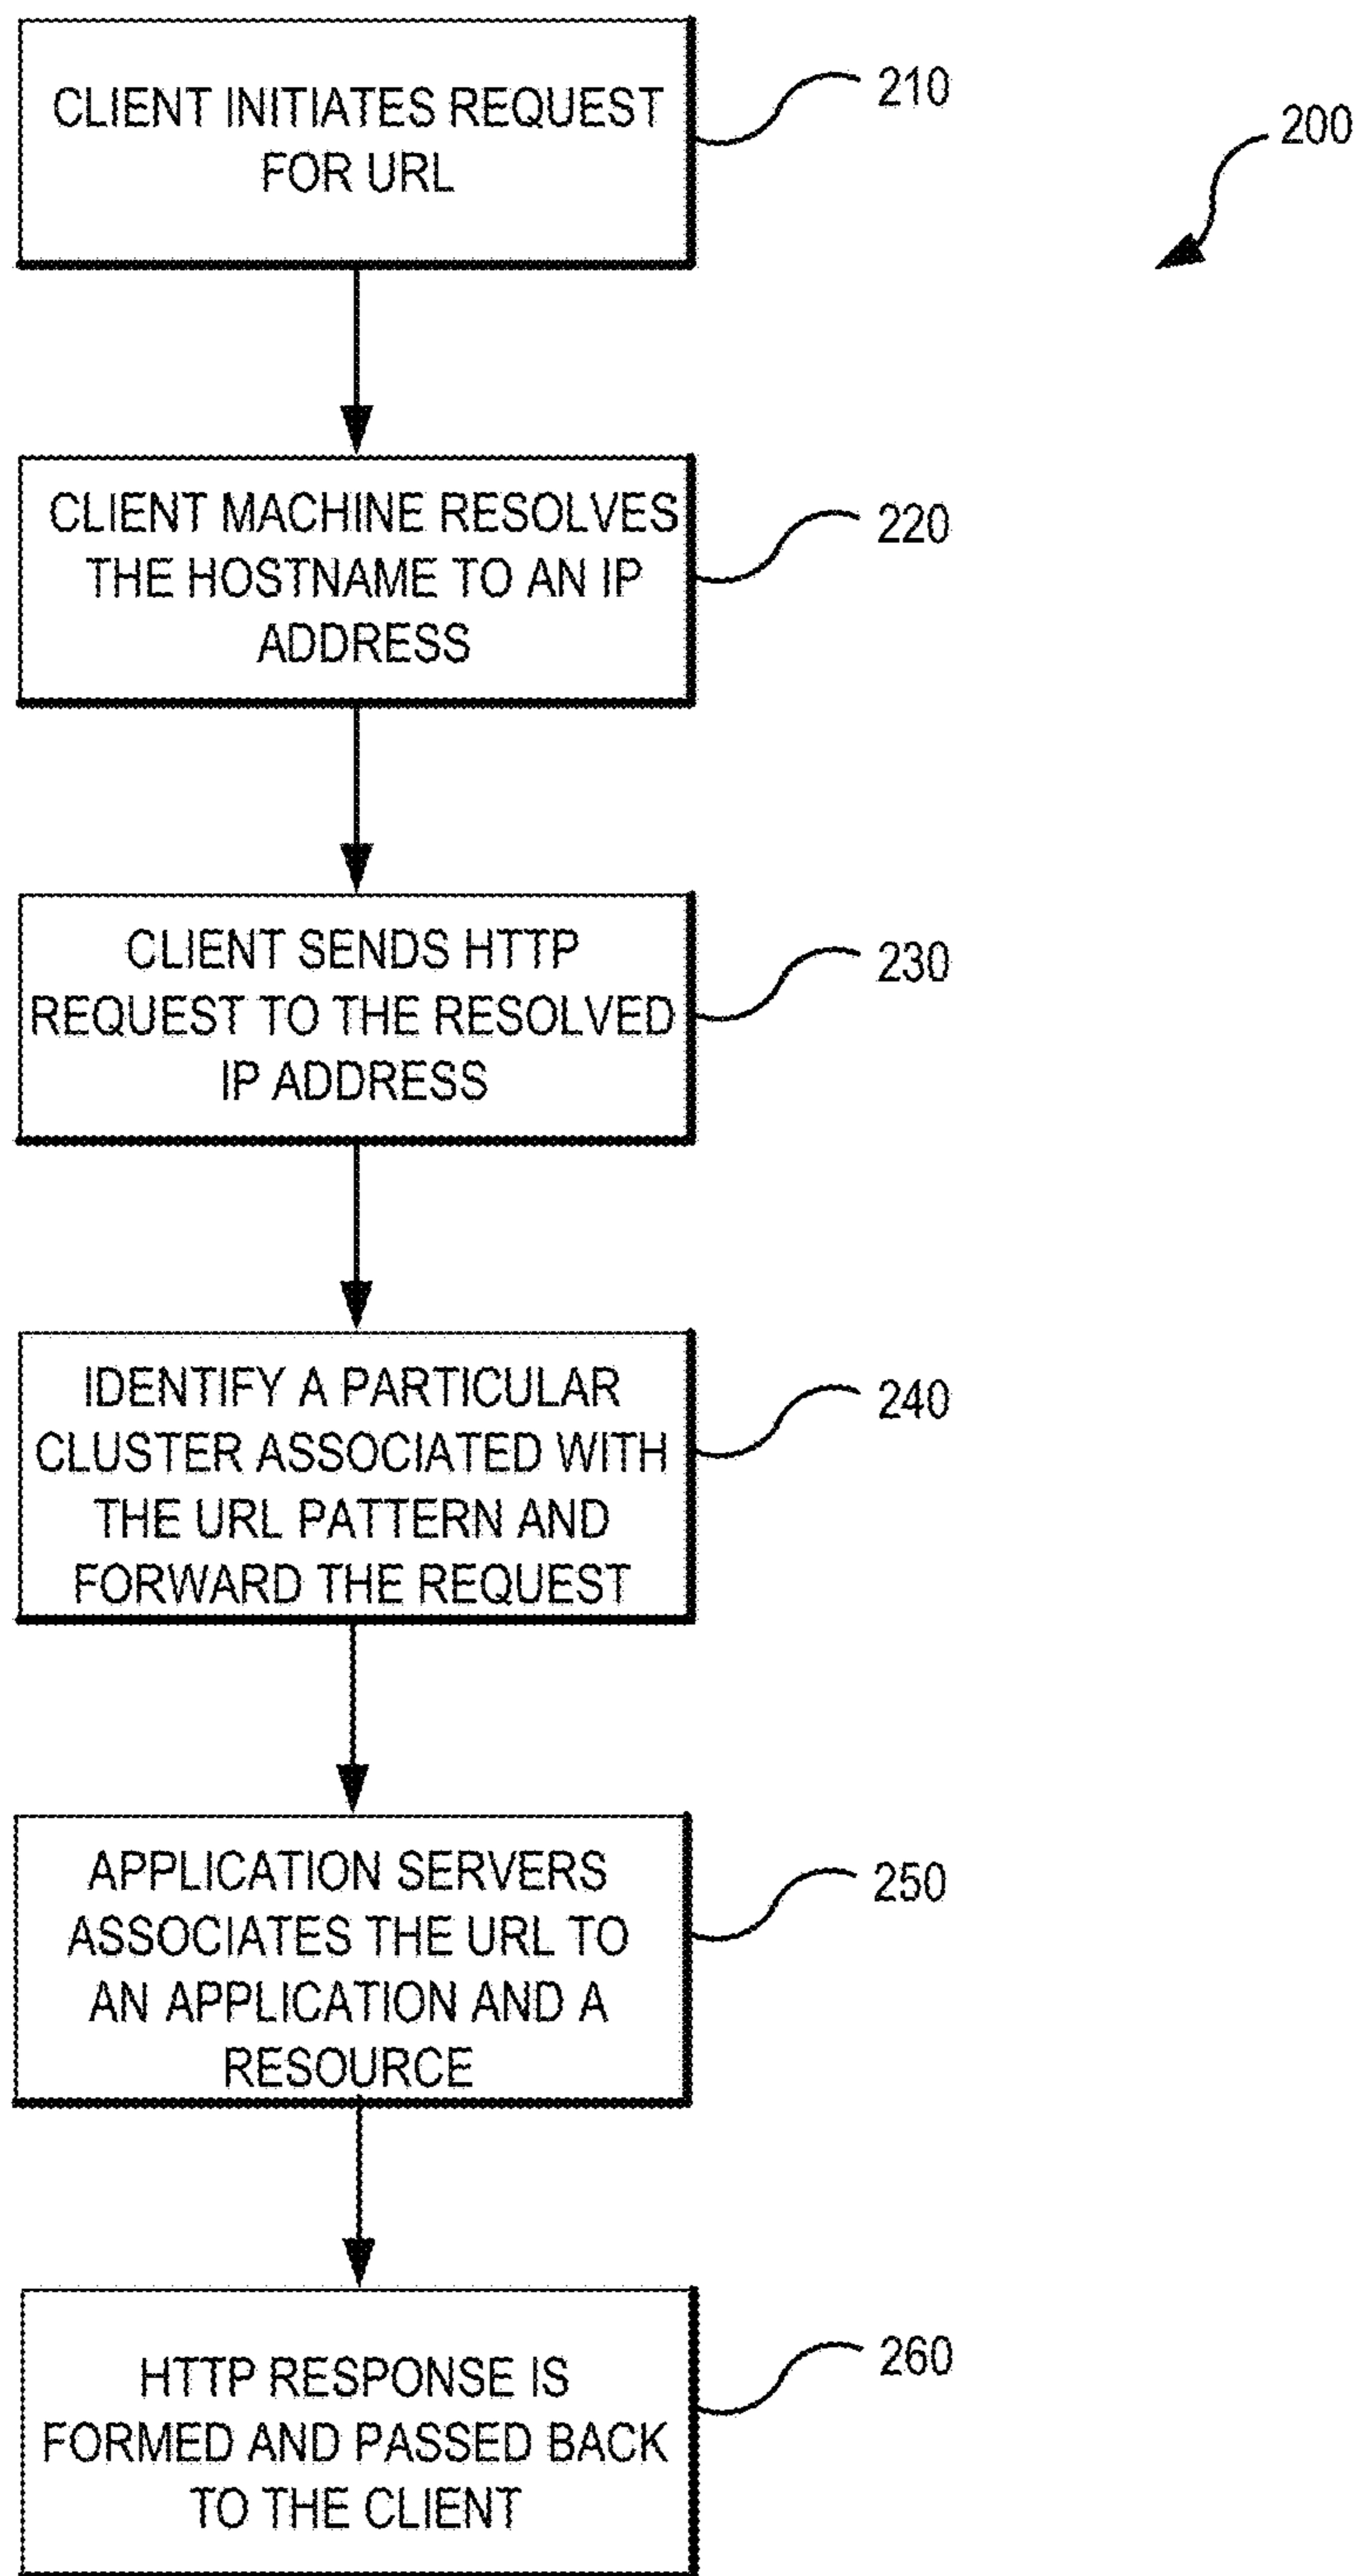 CLIENT INITIATES REQUEST
FOR URL
210
200
CLIENT MACHINE RESOLVES
THE HOSTNAME TO AN IP
ADDRESS
220
CLIENT SENDS HTTP
REQUEST TO THE RESOLVED
IP ADDRESS
230
IDENTIFY A PARTICULAR
CLUSTER ASSOCIATED WITH
THE URL PATTERN AND
FORWARD THE REQUEST
240
APPLICATION SERVERS
ASSOCIATES THE URL TO
AN APPLICATION AND A
RESOURCE
250
HTTP RESPONSE IS
FORMED AND PASSED BACK
TO THE CLIENT
260